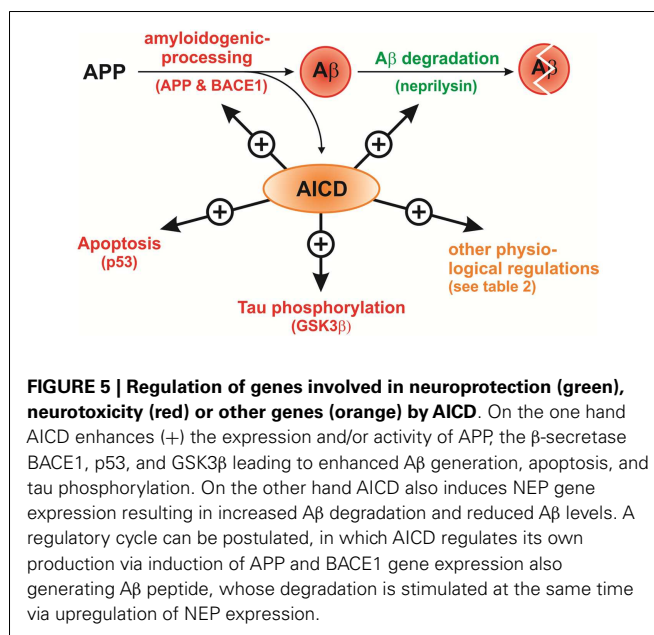 amyloidogenic-
processing
APP
(APP & BACE1)
Aβ
Aβ degradation
(neprilysin)
Aβ
+
+
AICD
+
+
+
Apoptosis
(p53)
Tau phosphorylation
(GSK3β)
other physio-
logical regulations
(see table 2)
FIGURE 5 | Regulation of genes involved in neuroprotection (green),
neurotoxicity (red) or other genes (orange) by AICD. On the one hand
AICD enhances (+) the expression and/or activity of APP, the β-secretase
BACE1, p53, and GSK3β leading to enhanced Aβ generation, apoptosis, and
tau phosphorylation. On the other hand AICD also induces NEP gene
expression resulting in increased Aβ degradation and reduced Aβ levels. A
regulatory cycle can be postulated, in which AICD regulates its own
production via induction of APP and BACE1 gene expression also
generating Aβ peptide, whose degradation is stimulated at the same time
via upregulation of NEP expression.